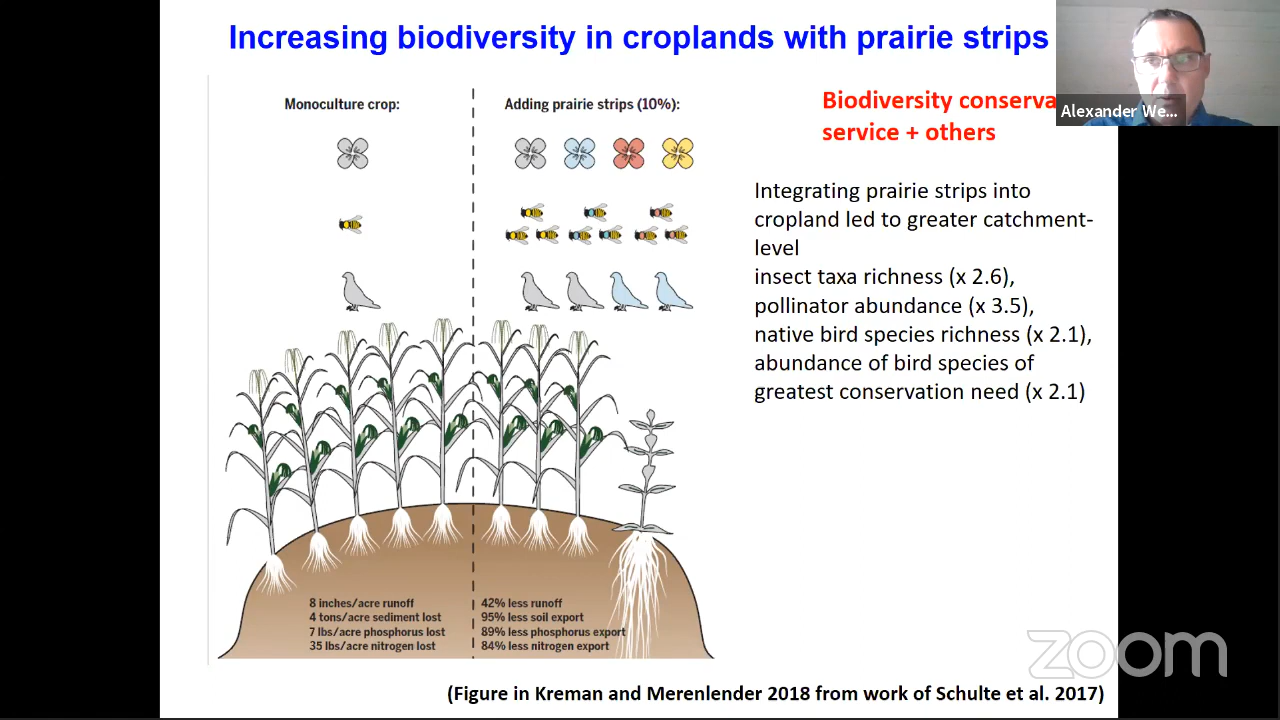 Increasing biodiversity in croplands with prairie strips
Monoculture crop:
Adding prairie strips (10%):
Biodiversity conserva
service + others
Alexander We...
Integrating prairie strips into
cropland led to greater catchment-
level
insect taxa richness (x 2.6),
pollinator abundance (x 3.5),
native bird species richness (x 2.1),
abundance of bird species of
greatest conservation need (x 2.1)
8 inches/acre runoff
4 tons/acre sediment lost
7 lbs/acre phosphorus lost
35 lbs/acre nitrogen lost
42% less runoff
95% less soil export
89% less phosphorus export
84% less nitrogen export
zoom
(Figure in Kreman and Merenlender 2018 from work of Schulte et al. 2017)